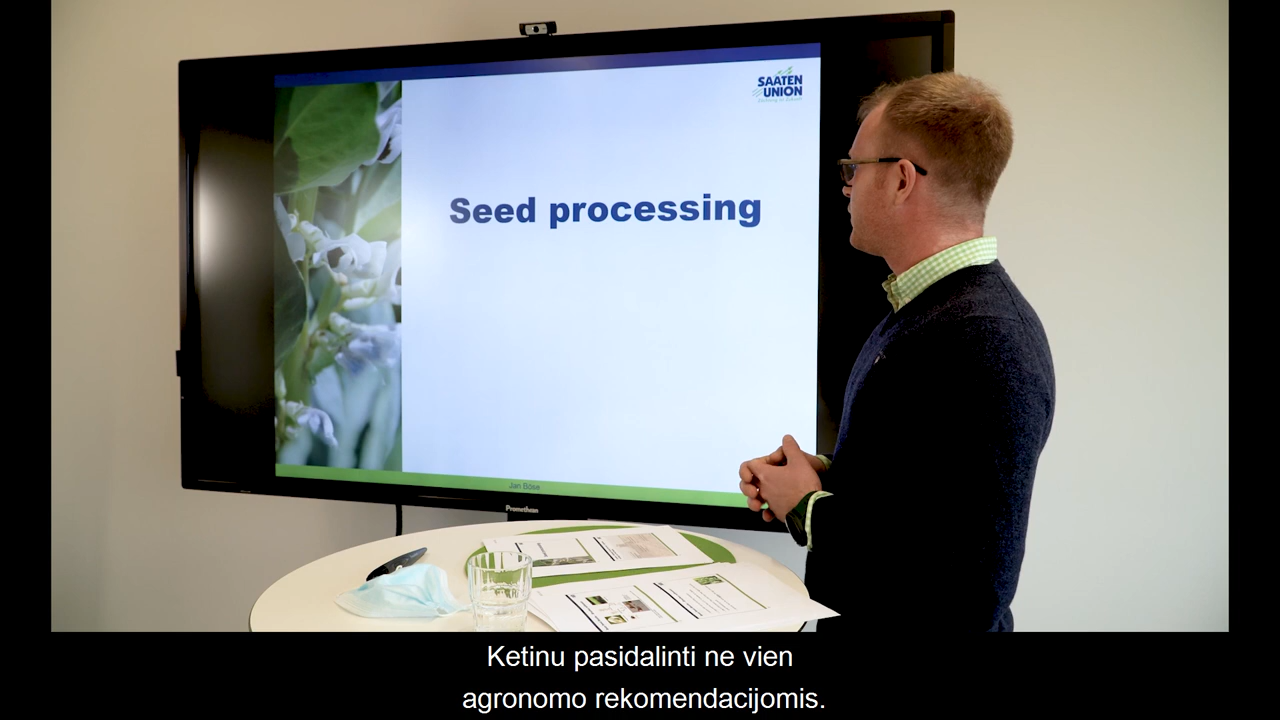 SAATEN
UNION
Seed processing
Jan Böse
Promethean
Ketinu pasidalinti ne vien
agronomo rekomendacijomis.